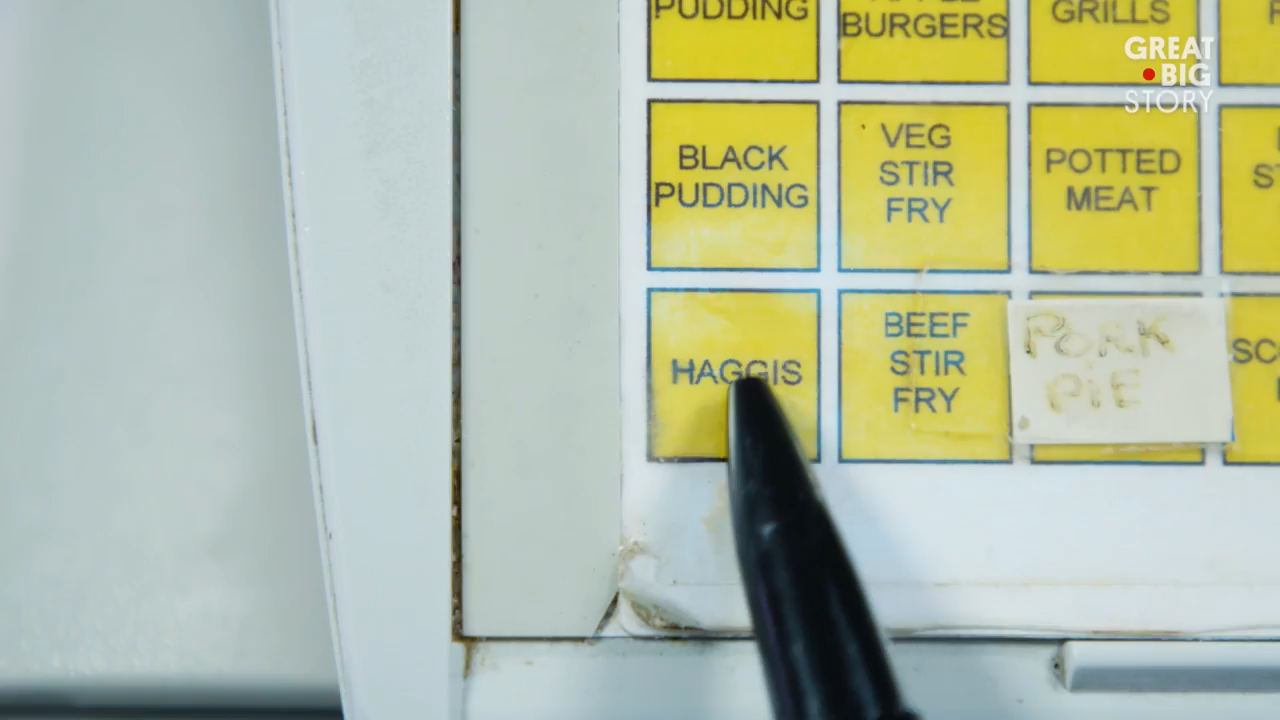 PUDDING
BURGERS
GRILLS
GREAT
BIG
STORY
BLACK
PUDDING
VEG
STIR
FRY
POTTED
MEAT
HAGGIS
BEEF
STIR
FRY
PORK
PIE